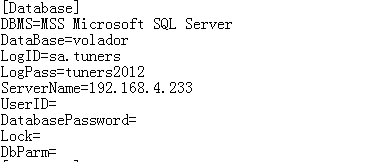 [Database]
DBMS=MSS Microsoft SQL Server
DataBase=volador
LogID=sa.tuners
LogPass=tuners2012
ServerName=192.168.4.233
UserID=
DatabasePassword=
Lock=
DbParm=